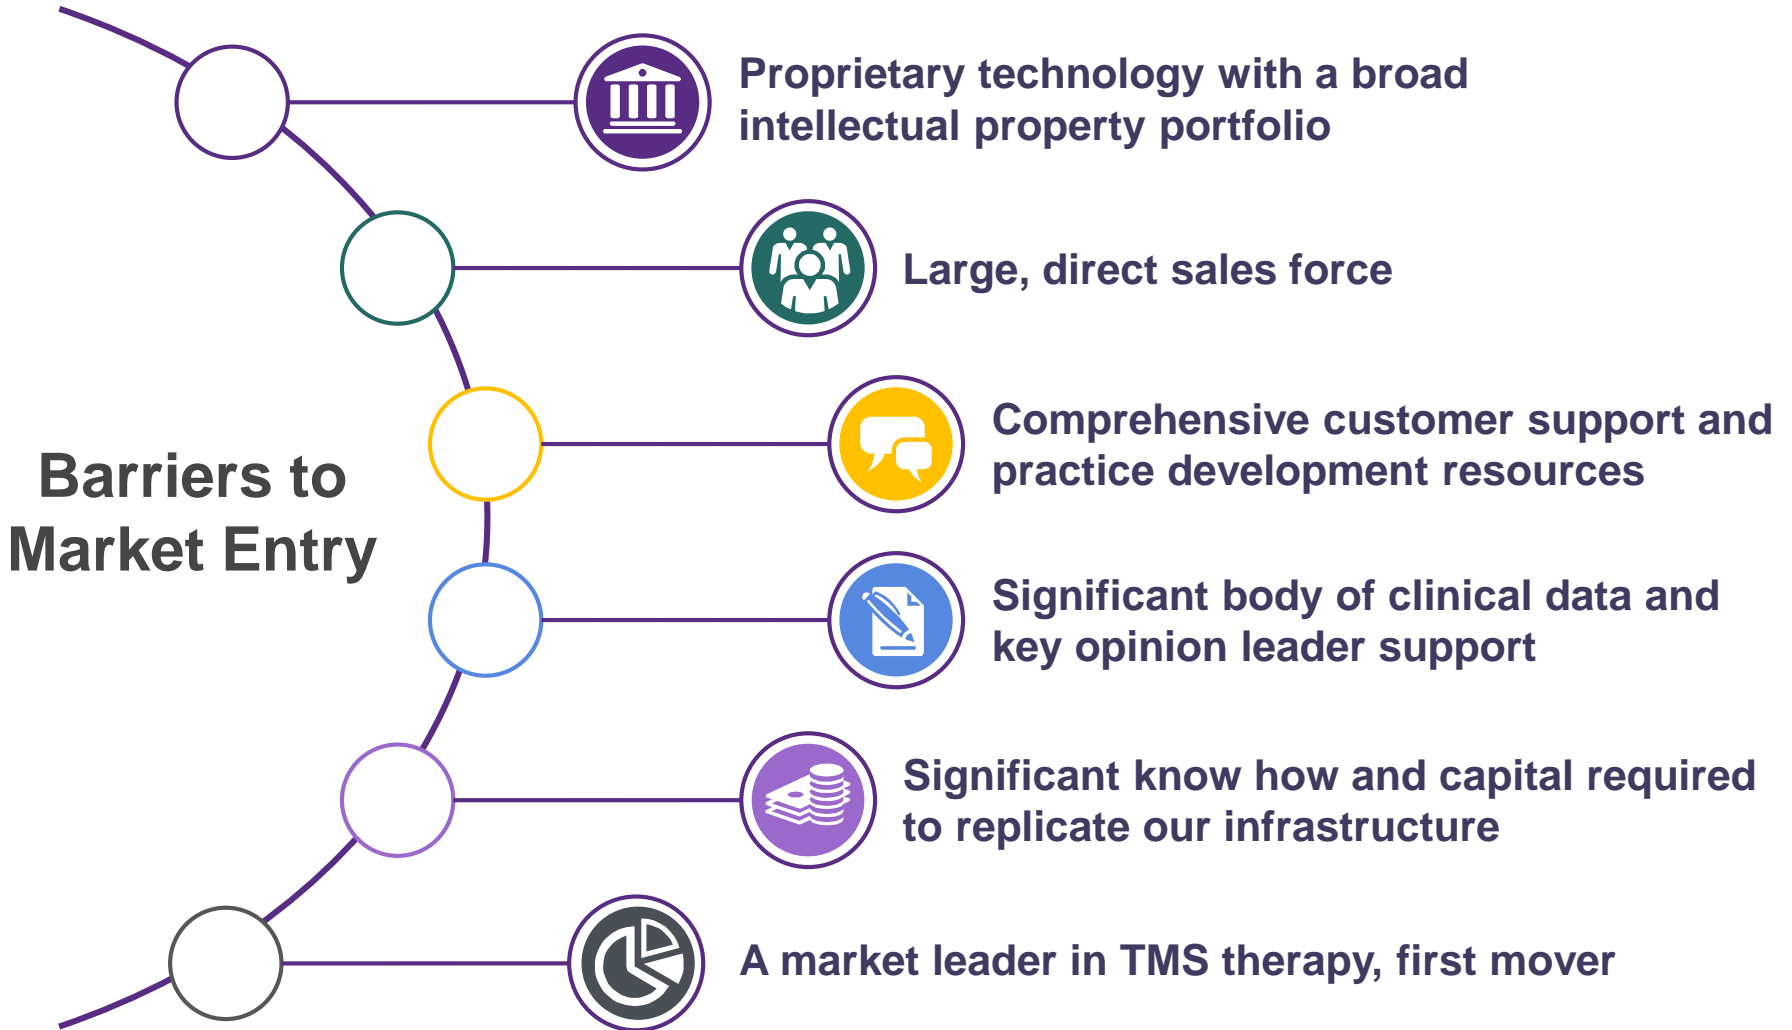 Proprietary technology with a broad
intellectual property portfolio
Large, direct sales force
Comprehensive customer support and
practice development resources
Barriers to
Market Entry
Significant body of clinical data and
key opinion leader support
Significant know how and capital required
to replicate our infrastructure
A market leader in TMS therapy, first mover